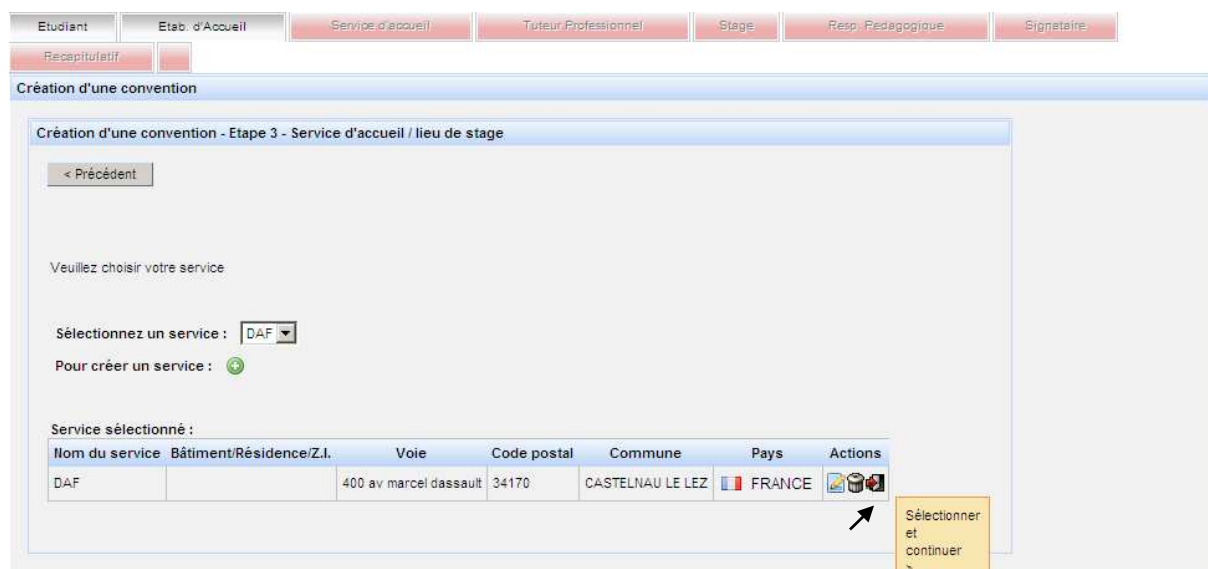 Etudiant Etab. d'Accueil Service d'accueil Tuteur Professionnel Stage Resp. Pedagogique Signataire
Recapitulatif
Création d'une convention
Création d'une convention - Etape 3 - Service d'accueil / lieu de stage
< Précédent
Veuillez choisir votre service
Sélectionnez un service : DAF
Pour créer un service :
Service sélectionné :
Nom du service Bâtiment/Résidence/Z.I. Voie Code postal Commune Pays Actions
DAF 400 av marcel dassault 34170 CASTELNAU LE LEZ FRANCE
Sélectionner
et
continuer